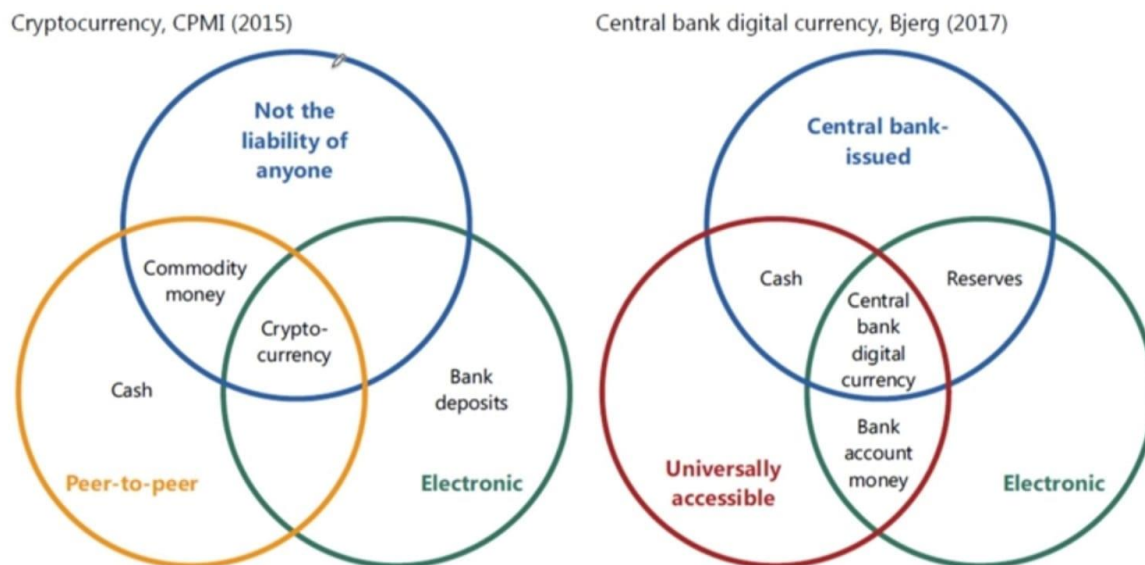 Cryptocurrency, CPMI (2015)
Not the
liability of
anyone
Commodity
money
Crypto-
currency
Cash
Bank
deposits
Peer-to-peer
Electronic
Central bank digital currency, Bjerg (2017)
Central bank-
issued
Cash
Reserves
Central
bank
digital
currency
Bank
account
money
Universally
accessible
Electronic